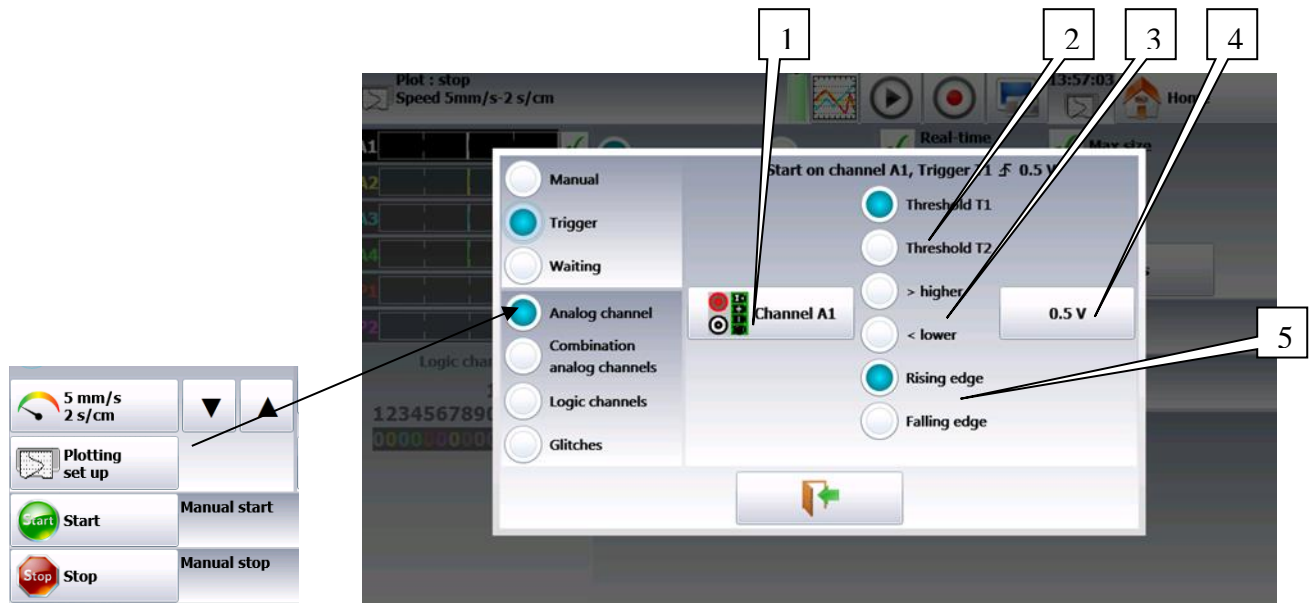 1
2
3
4
Plot : stop
Speed 5mm/s-2 s/cm
13:57:03
Home
Real-time
Max size
A1
A2
A3
A4
P1
P2
Logic chan
1234567890
Manual
Trigger
Waiting
Analog channel
Combination
analog channels
Logic channels
Glitches
Start on channel A1, Trigger T1 0.5 V
Threshold T1
Threshold T2
> higher
< lower
Rising edge
Falling edge
Channel A1
0.5 V
5
5 mm/s
2 s/cm
▼ ▲
Plotting
set up
Start Start
Manual start
Stop Stop
Manual stop